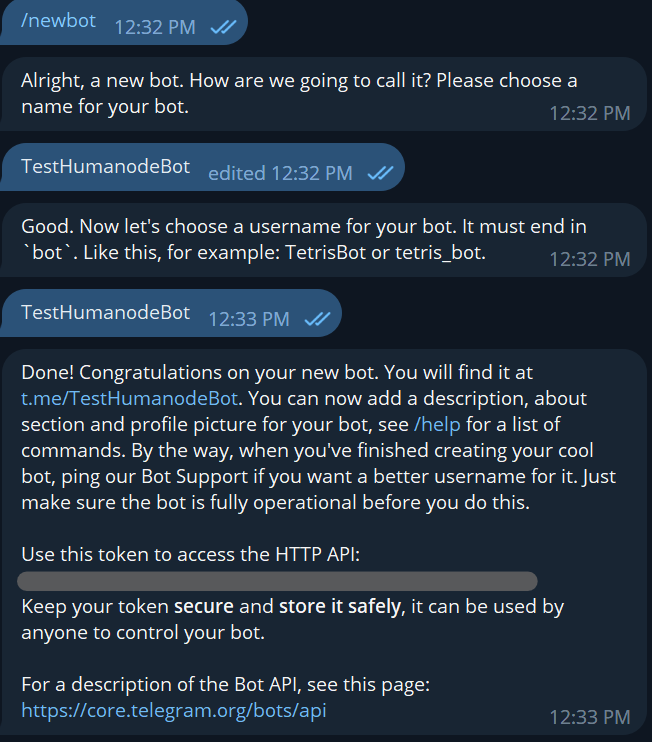 /newbot 12:32 PM
Alright, a new bot. How are we going to call it? Please choose a
name for your bot.
12:32 PM
TestHumanodeBot edited 12:32 PM
Good. Now let's choose a username for your bot. It must end in
`bot`. Like this, for example: TetrisBot or tetris_bot.
12:32 PM
TestHumanodeBot 12:33 PM
Done! Congratulations on your new bot. You will find it at
t.me/TestHumanodeBot. You can now add a description, about
section and profile picture for your bot, see /help for a list of
commands. By the way, when you've finished creating your cool
bot, ping our Bot Support if you want a better username for it. Just
make sure the bot is fully operational before you do this.
Use this token to access the HTTP API:
Keep your token secure and store it safely, it can be used by
anyone to control your bot.
For a description of the Bot API, see this page:
https://core.telegram.org/bots/api
12:33 PM